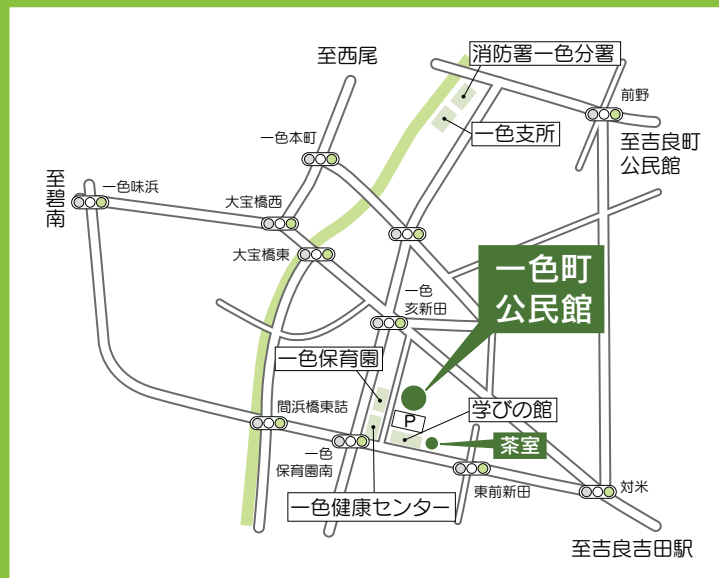 至西尾
消防署一色分署
前野
一色支所
至吉良町
公民館
一色本町
至碧南
一色味浜
大宝橋西
大宝橋東
一色町
公民館
一色
亥新田
一色保育園
間浜橋東詰
P
学びの館
茶室
一色
保育園南
東前新田
対米
一色健康センター
至吉良吉田駅